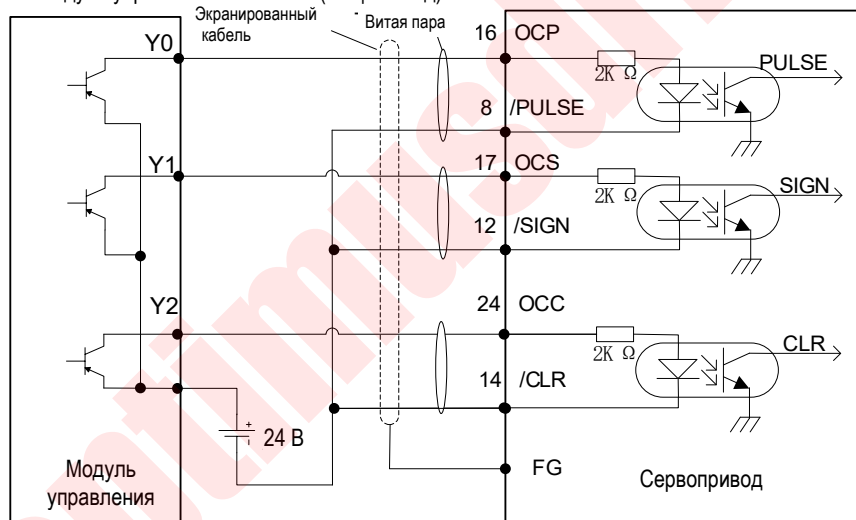 Экранированный
кабель
Витая пара
Y0
16 OCP
2K Ω
PULSE
8 /PULSE
Y1
17 OCS
2K Ω
SIGN
12 /SIGN
Y2
24 OCC
2K Ω
CLR
14 /CLR
+
-
24 В
FG
Модуль
управления
Сервопривод